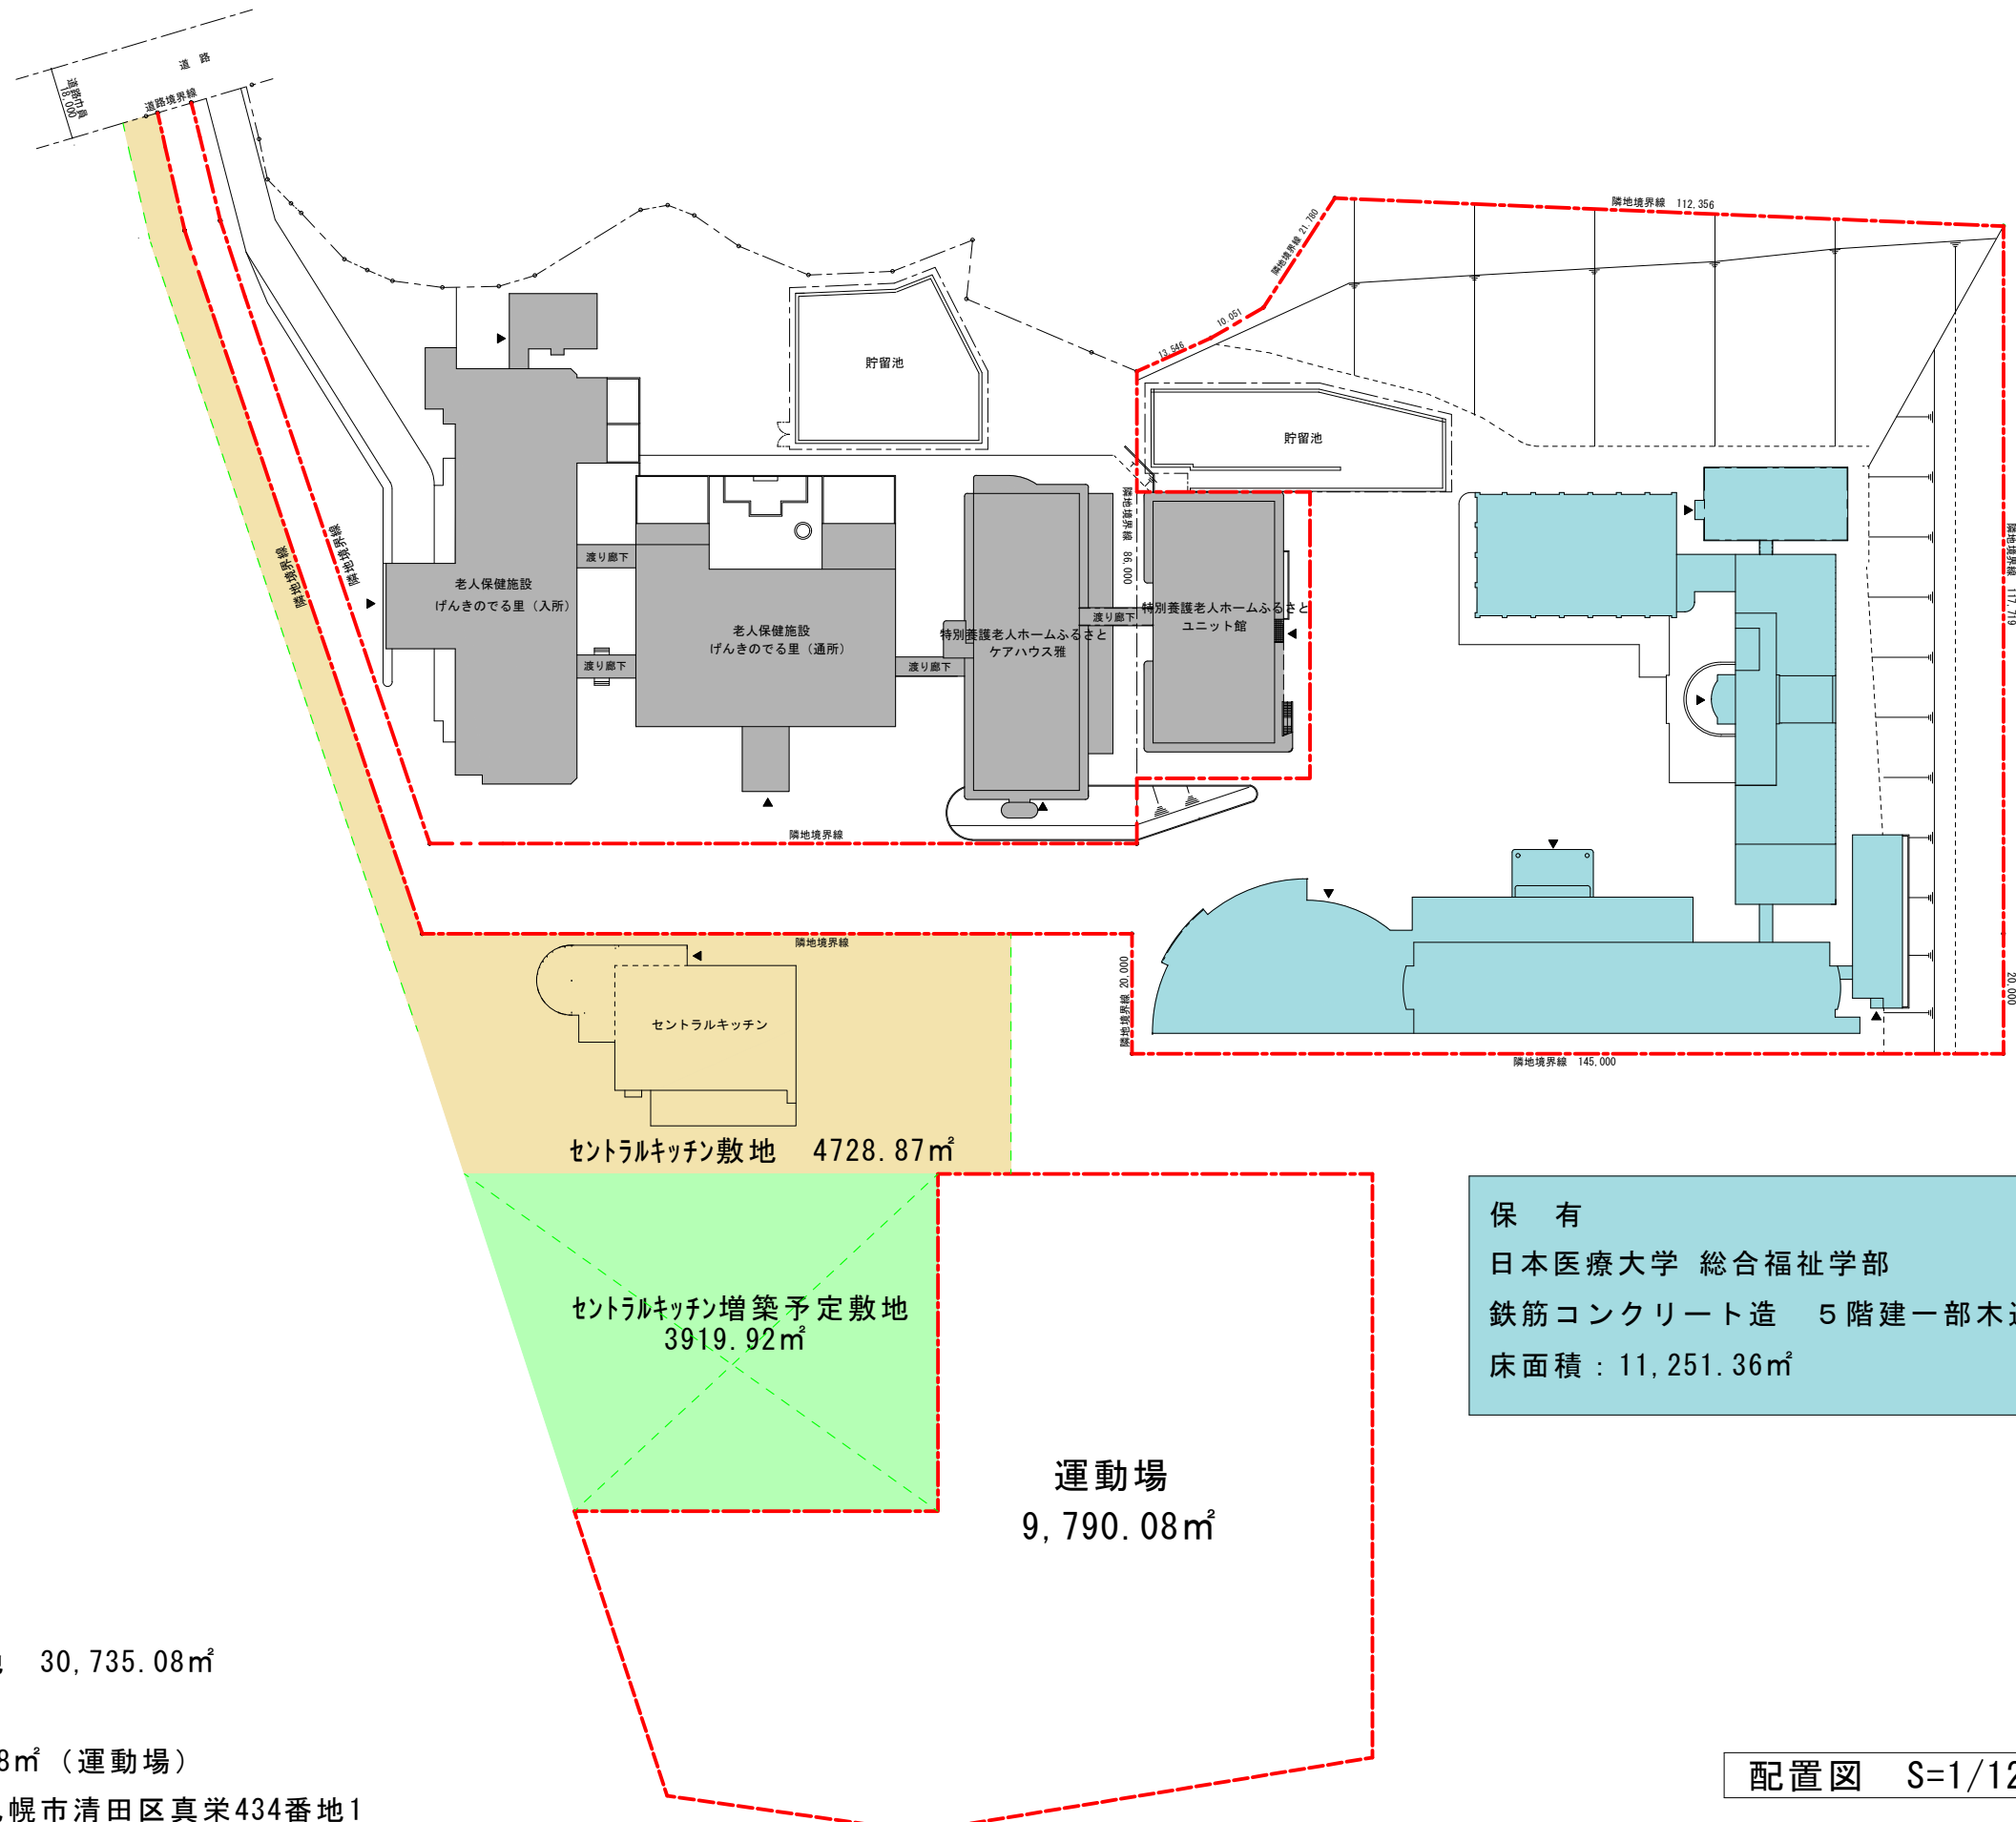 道 路
道路巾員
18.000
道路境界線
隣地境界線 112,356
隣地境界線 21.780
10.051
13.546
貯留池
貯留池
隣地境界線 86,000
隣地境界線 117.719
隣地境界線
隣地境界線
渡り廊下
老人保健施設
げんきのでる里（入所）
老人保健施設
げんきのでる里（通所）
渡り廊下
渡り廊下
特別養護老人ホームふるさと
ケアハウス雅
渡り廊下
特別養護老人ホームふるさと
ユニット館
隣地境界線
隣地境界線
隣地境界線 20,000
20,000
セントラルキッチン
隣地境界線 145,000
セントラルキッチン敷地 4728.87㎡
セントラルキッチン増築予定敷地
3919.92㎡
保 有
日本医療大学 総合福祉学部
鉄筋コンクリート造 5階建一部木
床面積：11,251.36㎡
運動場
9,790.08㎡
30,735.08㎡
8㎡（運動場）
幌市清田区真栄434番地1
配置図 S=1/12